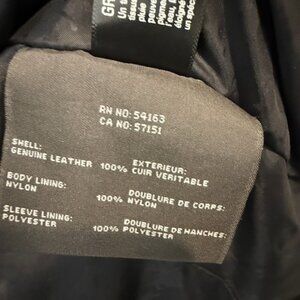 RN NO: 54163
CA NO: 57151
SHELL: EXTERIEUR:
GENUINE LEATHER 100% CUIR VERITABLE
BODY LINING: DOUBLURE DE CORPS:
NYLON 100% NYLON
SLEEVE LINING: DOUBLURE DE MANCHES:
POLYESTER 100% POLYESTER